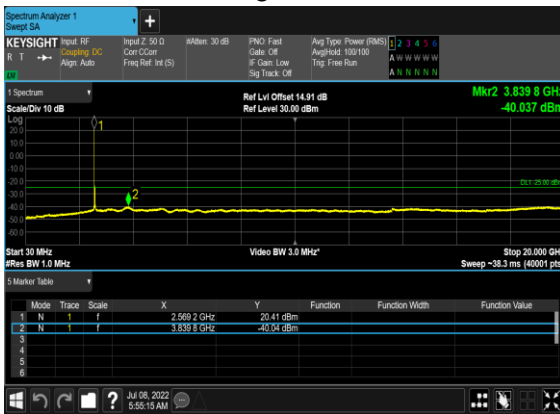 Spectrum Analyzer 1
Swept SA
KEYSIGHT Input: RF Input Z: 50 Ω #Atten: 30 dB PNO: Fast Avg Type: Power (RMS) 1 2 3 4 5 6
R T Coupling: DC Corr CCorr Gate: Off Avg|Hold: 100/100 A W W W W W
Align: Auto Freq Ref: Int (S) IF Gain: Low Trig: Free Run
LV Sig Track: Off A N N N N N
1 Spectrum Ref Lvl Offset 14.91 dB Mkr2 3.839 8 GHz
Scale/Div 10 dB Ref Level 30.00 dBm -40.037 dBm
Log
20.0
10.0
0.00
-10.0
-20.0
-30.0
-40.0
-50.0
-60.0
1
2
DL1 -25.00 dBm
Start 30 MHz Video BW 3.0 MHz* Stop 20.000 GHz
#Res BW 1.0 MHz Sweep ~38.3 ms (40001 pts)
5 Marker Table
Mode Trace Scale X Y Function Function Width Function Value
1 N 1 f 2.569 2 GHz 20.41 dBm
2 N 1 f 3.839 8 GHz -40.04 dBm
3
4
5
6
? Jul 08, 2022
5:55:15 AM